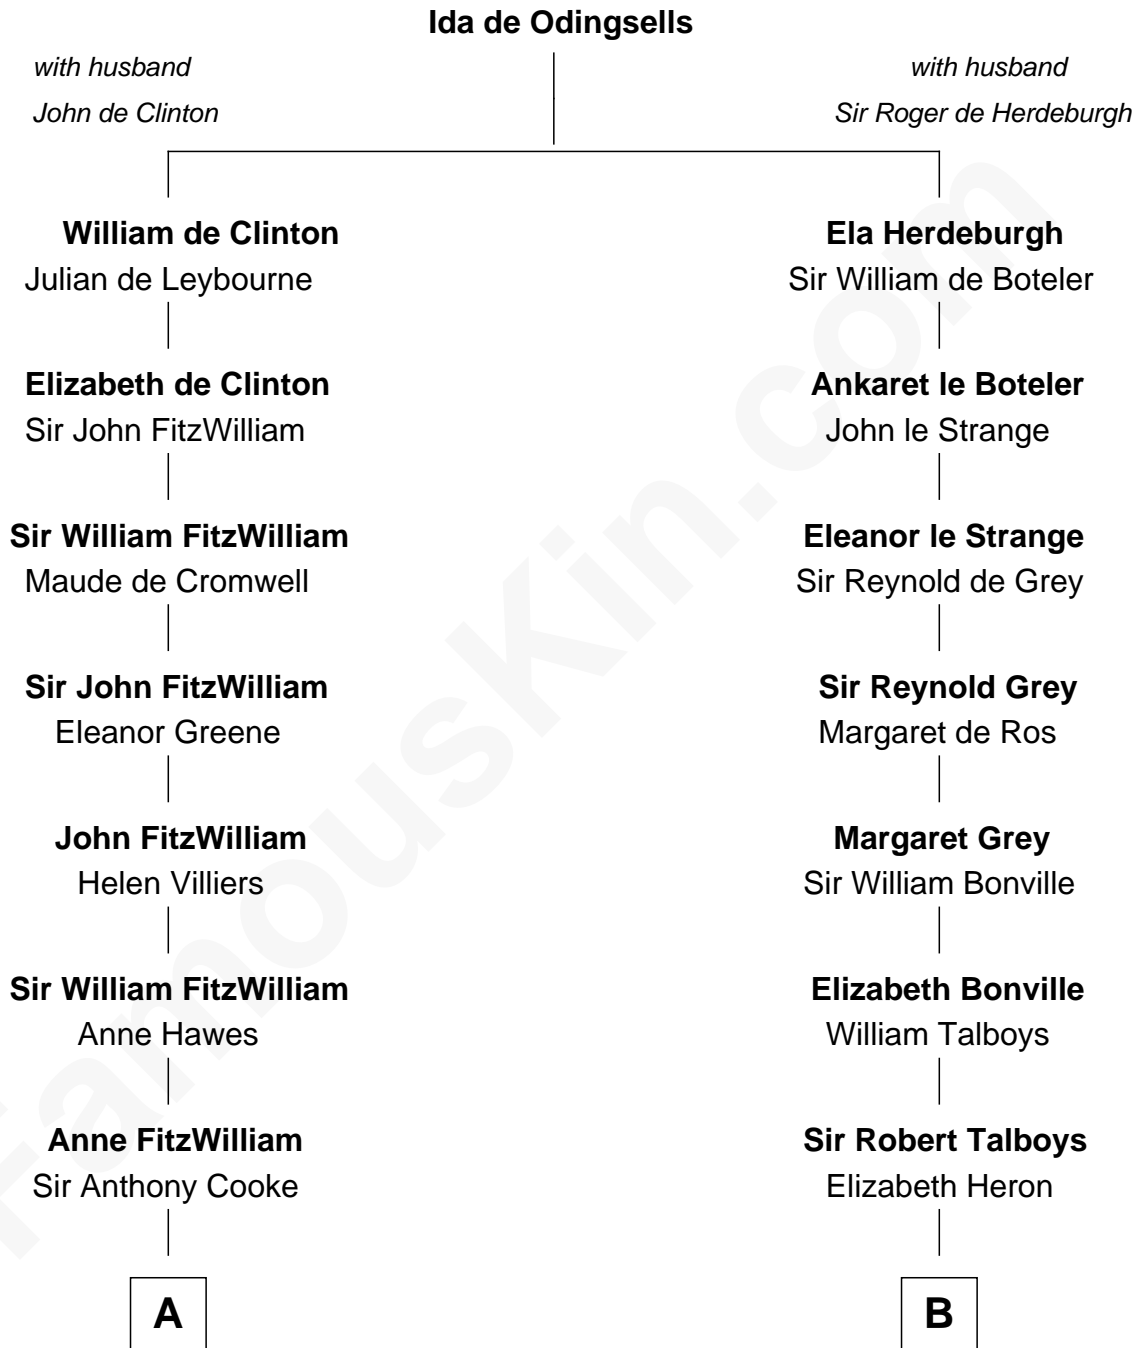 Ida de Odingsells
with husband
John de Clinton
with husband
Sir Roger de Herdeburgh
William de Clinton
Julian de Leybourne
Ela Herdeburgh
Sir William de Boteler
Elizabeth de Clinton
Sir John FitzWilliam
Ankaret le Boteler
John le Strange
Sir William FitzWilliam
Maude de Cromwell
Eleanor le Strange
Sir Reynold de Grey
Sir John FitzWilliam
Eleanor Greene
Sir Reynold Grey
Margaret de Ros
John FitzWilliam
Helen Villiers
Margaret Grey
Sir William Bonville
Sir William FitzWilliam
Anne Hawes
Elizabeth Bonville
William Talboys
Anne FitzWilliam
Sir Anthony Cooke
Sir Robert Talboys
Elizabeth Heron
A
B
FamousKin.com